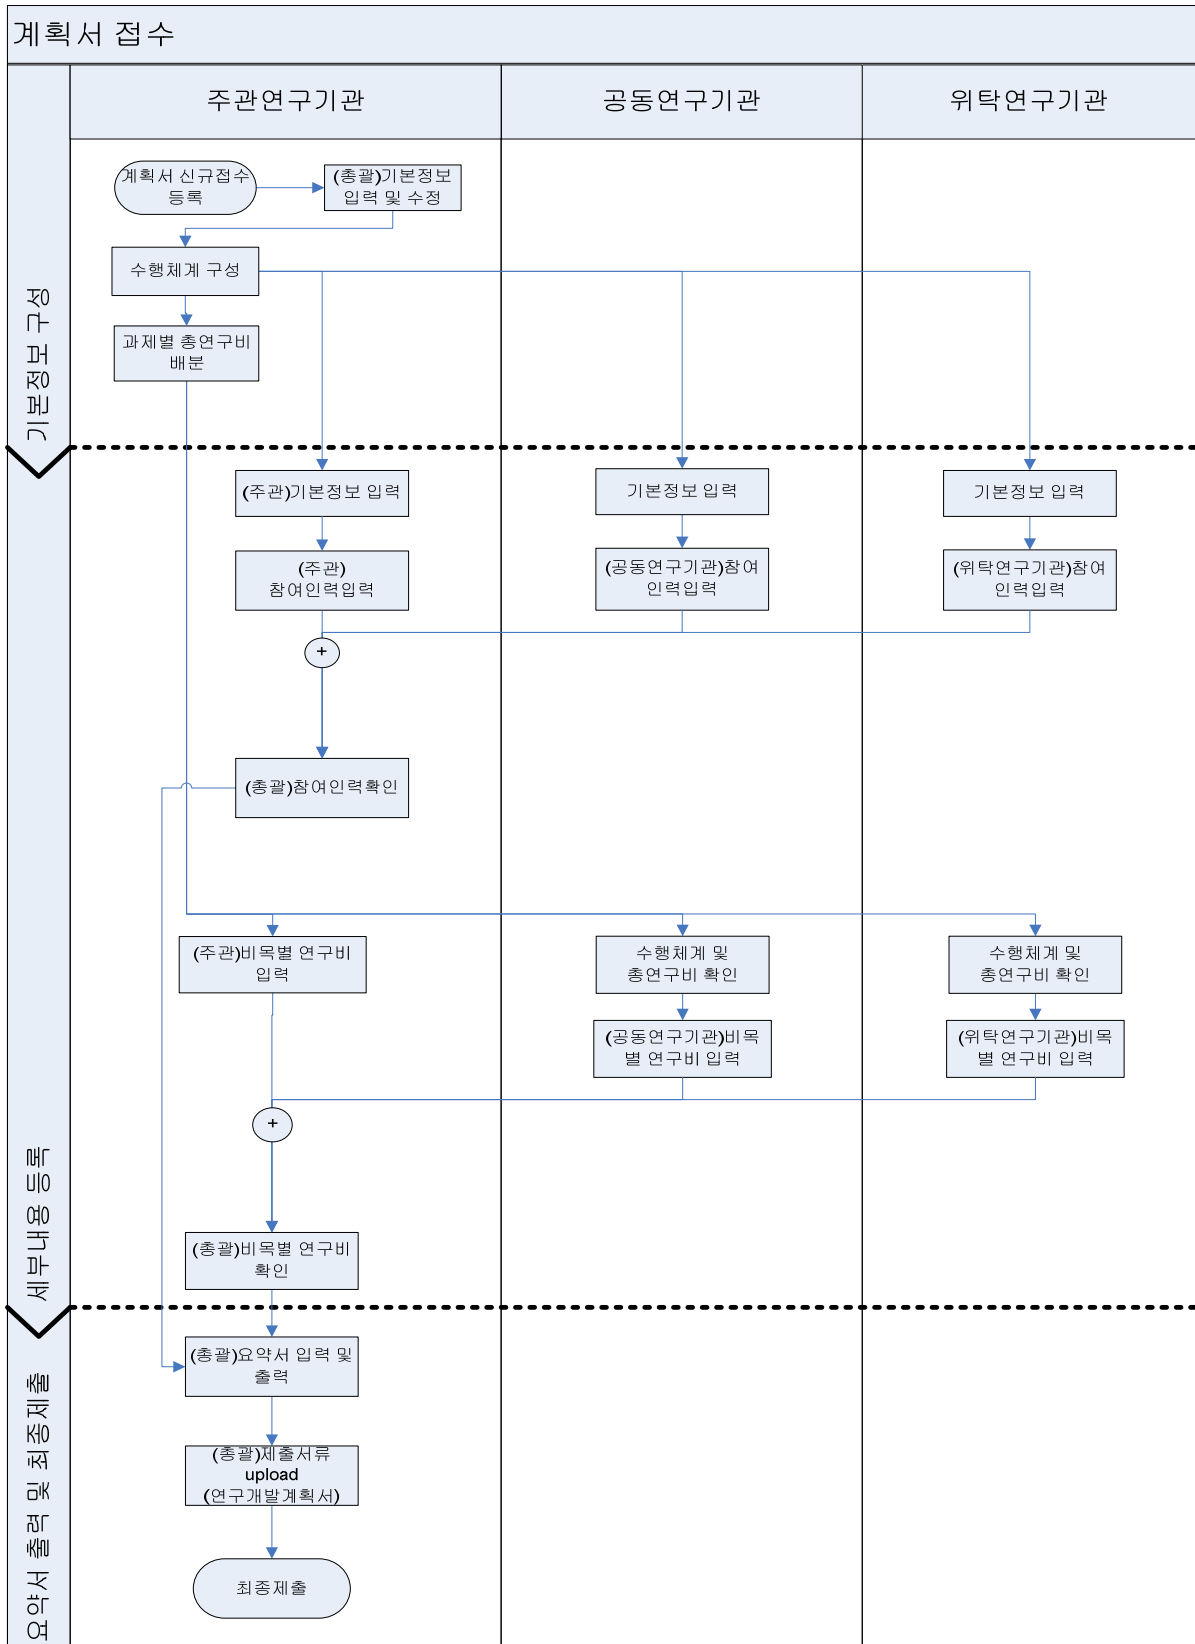 계획서 접수
주관연구기관
공동연구기관
위탁연구기관
기본정보 구성
계획서 신규접수
등록
(총괄)기본정보
입력 및 수정
수행체계 구성
과제별 총연구비
배분
세부내용 등록
(주관)기본정보 입력
기본정보 입력
기본정보 입력
(주관)
참여인력입력
(공동연구기관)참여
인력입력
(위탁연구기관)참여
인력입력
+
(총괄)참여인력확인
(주관)비목별 연구비
입력
수행체계 및
총연구비 확인
수행체계 및
총연구비 확인
(공동연구기관)비목
별 연구비 입력
(위탁연구기관)비목
별 연구비 입력
+
(총괄)비목별 연구비
확인
요약서 출력 및 최종제출
(총괄)요약서 입력 및
출력
(총괄)제출서류
upload
(연구개발계획서)
최종제출